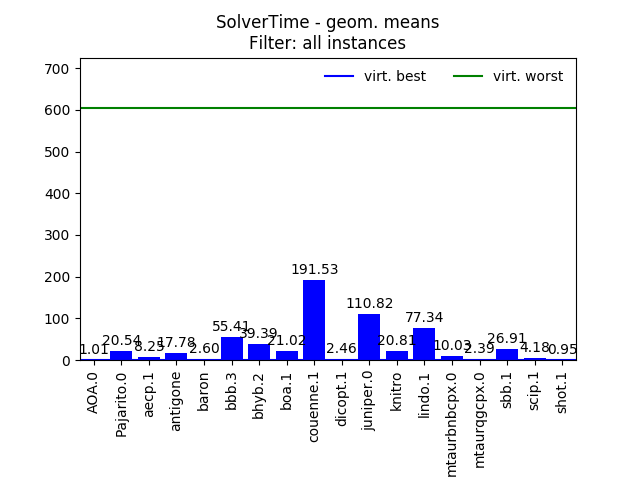 SolverTime - geom. means
Filter: all instances
virt. best virt. worst
700
600
500
400
300
200
100
0
1.01 20.54 8.25 17.78 2.60 55.41 39.39 21.02 191.53 2.46 110.82 20.81 77.34 10.03 2.39 26.91 4.18 0.95
AOA.0
Pajarito.0
aecp.1
antigone
baron
bbb.3
bhyb.2
boa.1
couenne.1
dicopt.1
juniper.0
knitro
lindo.1
mtaurbnbcpx.0
mtaurqgcpx.0
sbb.1
scip.1
shot.1